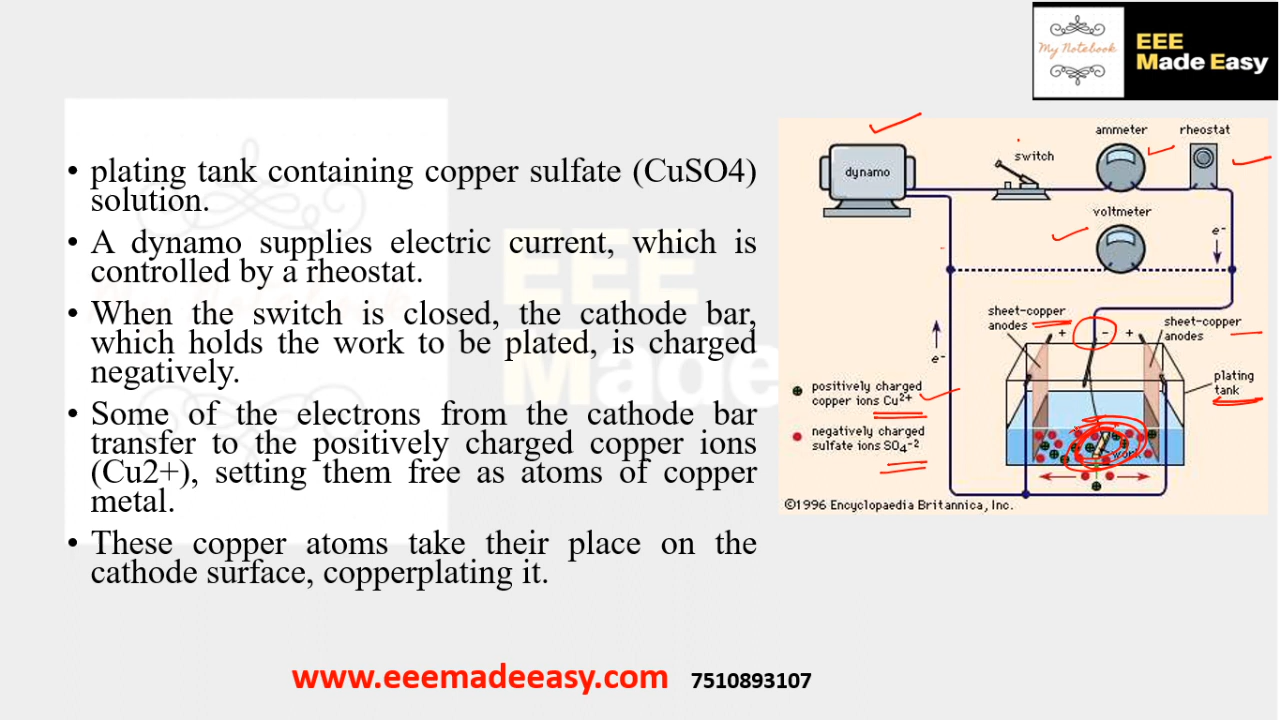 My Notebook
EEE
Made Easy
• plating tank containing copper sulfate (CuSO4)
solution.
• A dynamo supplies electric current, which is
controlled by a rheostat.
• When the switch is closed, the cathode bar,
which holds the work to be plated, is charged
negatively.
• Some of the electrons from the cathode bar
transfer to the positively charged copper ions
(Cu2+), setting them free as atoms of copper
metal.
• These copper atoms take their place on the
cathode surface, copperplating it.
dynamo
switch
ammeter
rheostat
voltmeter
e-
e-
sheet-copper
anodes
+
-
+
sheet-copper
anodes
plating
tank
positively charged
copper ions Cu2+
negatively charged
sulfate ions SO4-2
work
©1996 Encyclopaedia Britannica, Inc.
EEE
Made Easy
www.eeemadeeasy.com 7510893107